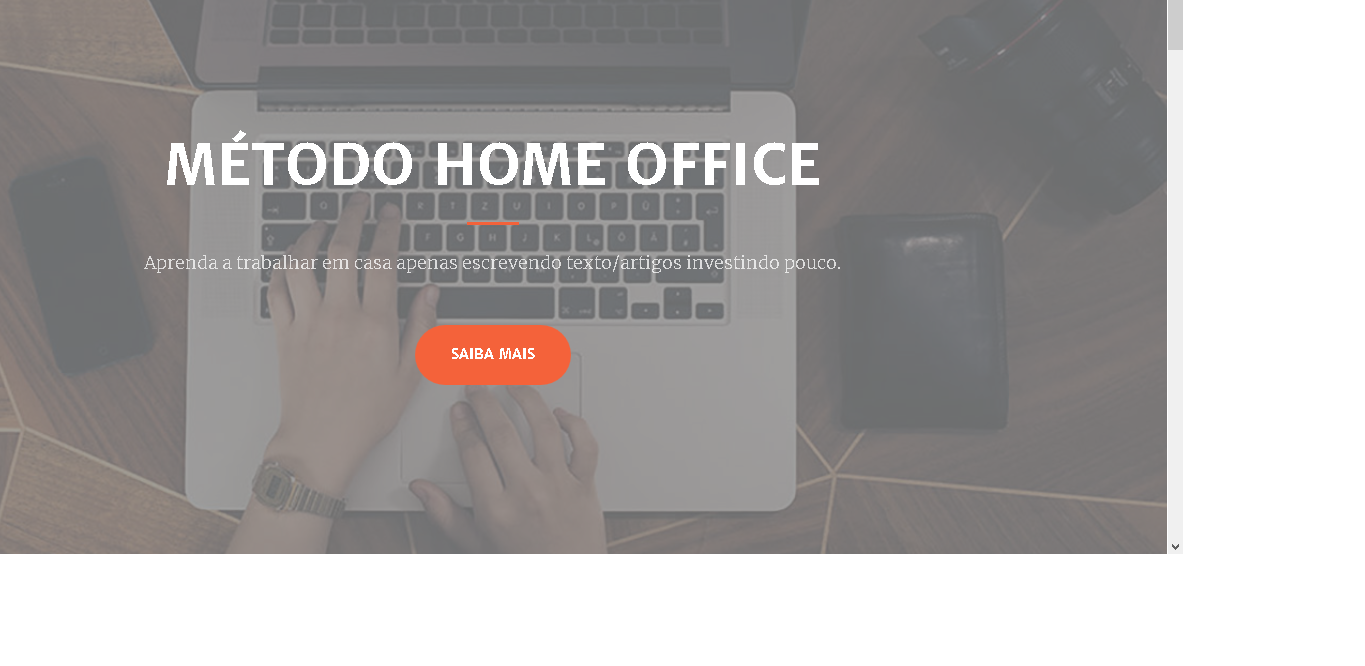 MÉTODO HOME OFFICE
Aprenda a trabalhar em casa apenas escrevendo texto/artigos investindo pouco.
SAIBA MAIS